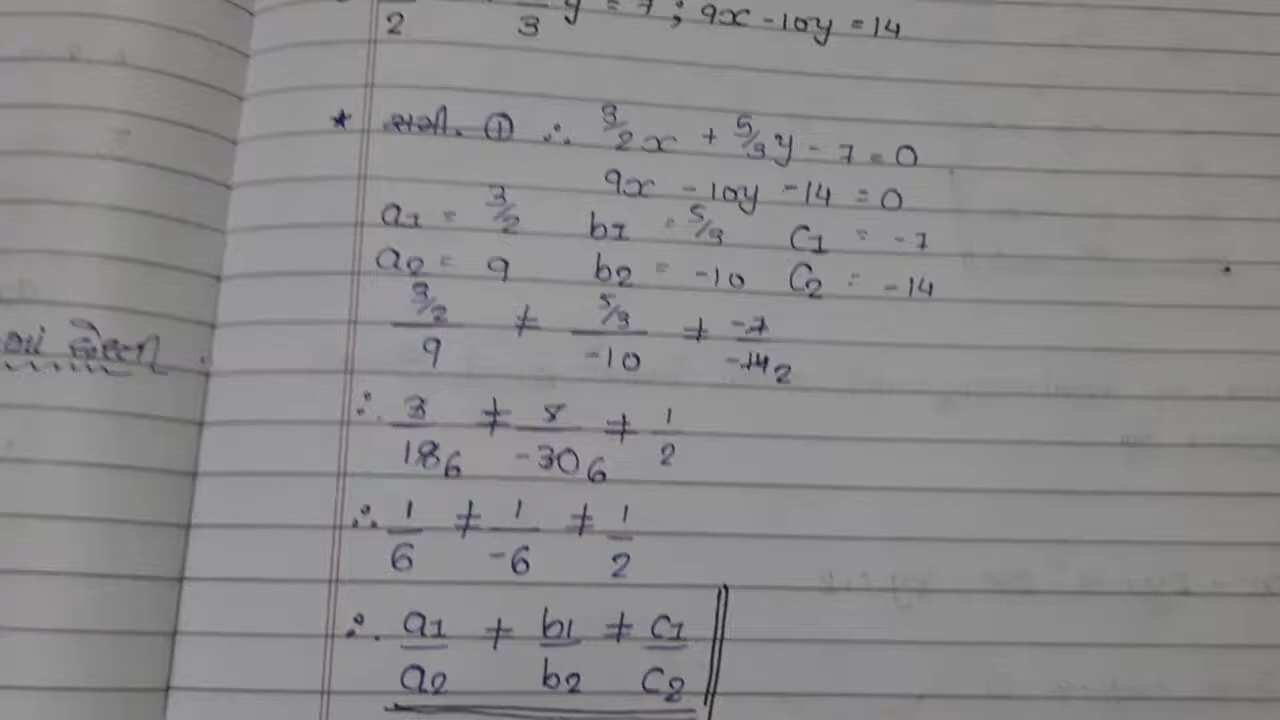 2 3 y = 7 ; 9x - 10y = 14
* સમી. ① ∴ 3/2x + 5/3y - 7 = 0
9x - 10y - 14 = 0
a1 = 3/2 b1 = 5/3 c1 = -7
a2 = 9 b2 = -10 c2 = -14
3/2 / 9 ≠ 5/3 / -10 ≠ -7 / -14 2
∴ 3/18 6 ≠ 5/-30 6 ≠ 1/2
∴ 1/6 ≠ 1/-6 ≠ 1/2
∴ a1/a2 ≠ b1/b2 ≠ c1/c2